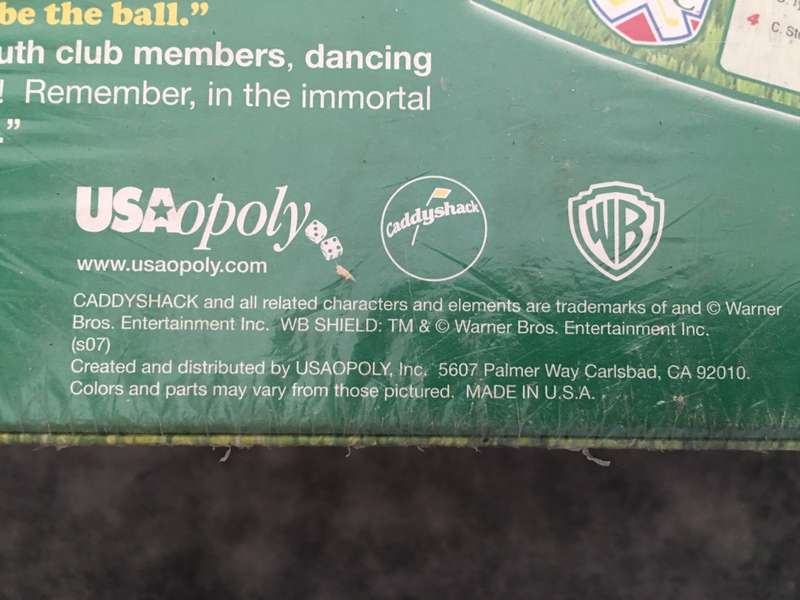 be the ball.”
uth club members, dancing
! Remember, in the immortal
.”
4 C. St
USAopoly
Caddyshack
WB
www.usaopoly.com
CADDYSHACK and all related characters and elements are trademarks of and © Warner
Bros. Entertainment Inc. WB SHIELD: TM & © Warner Bros. Entertainment Inc.
(s07)
Created and distributed by USAOPOLY, Inc. 5607 Palmer Way Carlsbad, CA 92010.
Colors and parts may vary from those pictured. MADE IN U.S.A.